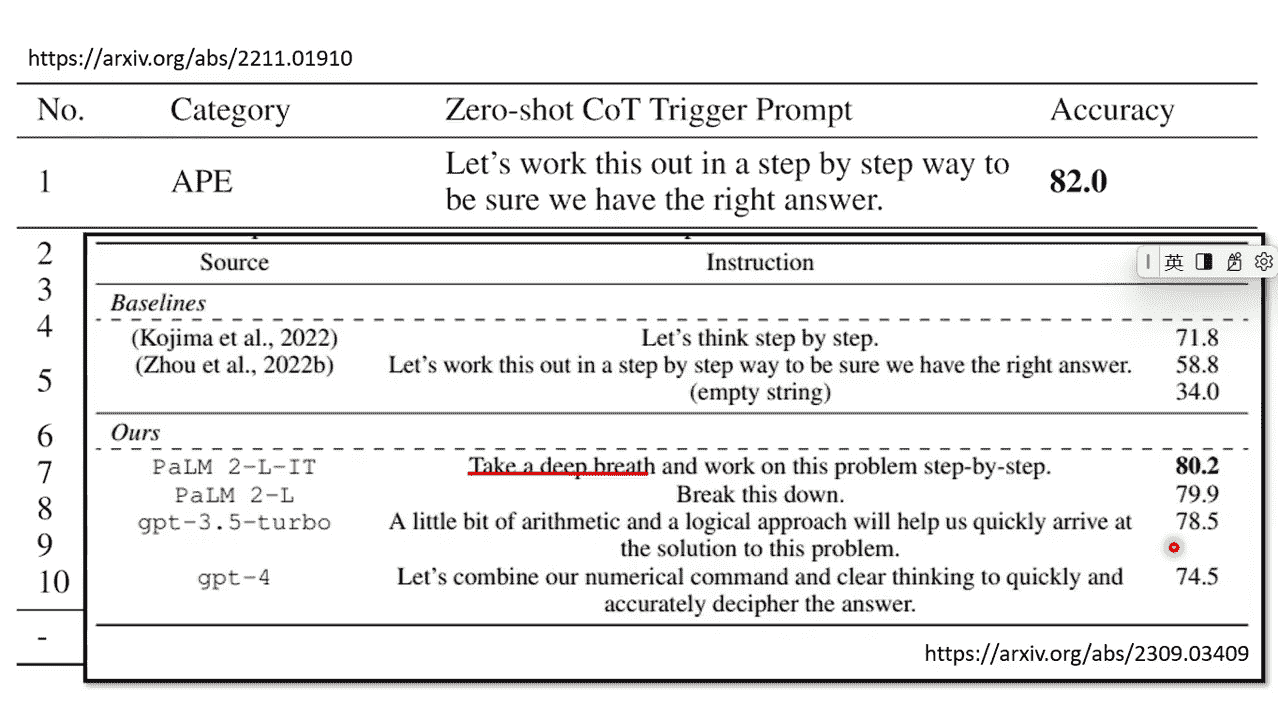 https://arxiv.org/abs/2211.01910
No. Category Zero-shot CoT Trigger Prompt Accuracy
1 APE Let's work this out in a step by step way to be sure we have the right answer. 82.0
2
3
4
5
6
7
8
9
10
-
Source Instruction
英
Baselines
(Kojima et al., 2022) Let's think step by step. 71.8
(Zhou et al., 2022b) Let's work this out in a step by step way to be sure we have the right answer. 58.8
(empty string) 34.0
Ours
PaLM 2-L-IT Take a deep breath and work on this problem step-by-step. 80.2
PaLM 2-L Break this down. 79.9
gpt-3.5-turbo A little bit of arithmetic and a logical approach will help us quickly arrive at 78.5
the solution to this problem.
gpt-4 Let's combine our numerical command and clear thinking to quickly and 74.5
accurately decipher the answer.
https://arxiv.org/abs/2309.03409